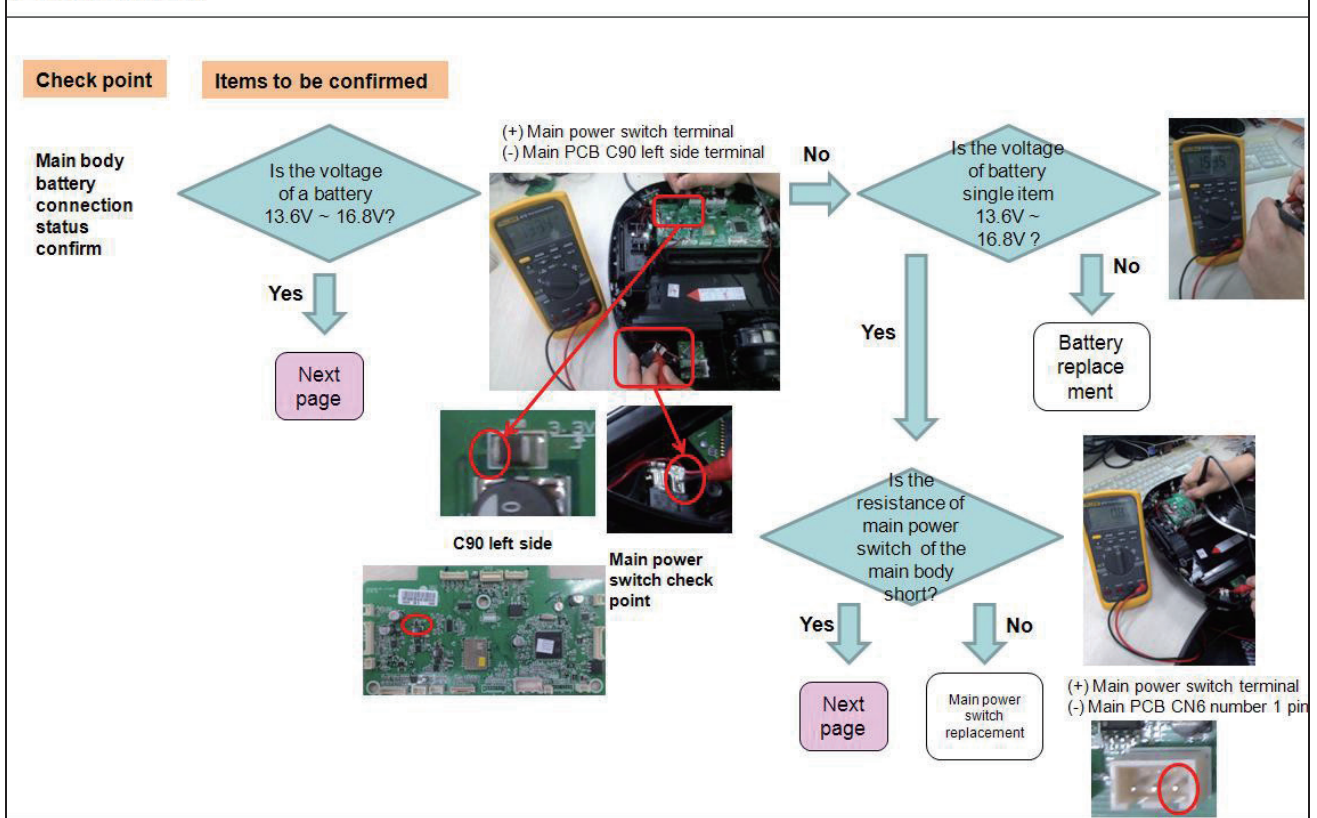 Check point
Items to be confirmed
Main body
battery
connection
status
confirm
Is the voltage
of a battery
13.6V ~ 16.8V?
Yes
Next
page
(+) Main power switch terminal
(-) Main PCB C90 left side terminal
No
Is the voltage
of battery
single item
13.6V ~
16.8V ?
No
Battery
replace
ment
Yes
C90 left side
Main power
switch check
point
Is the
resistance of
main power
switch of the
main body
short?
Yes
Next
page
No
Main power
switch
replacement
(+) Main power switch terminal
(-) Main PCB CN6 number 1 pin